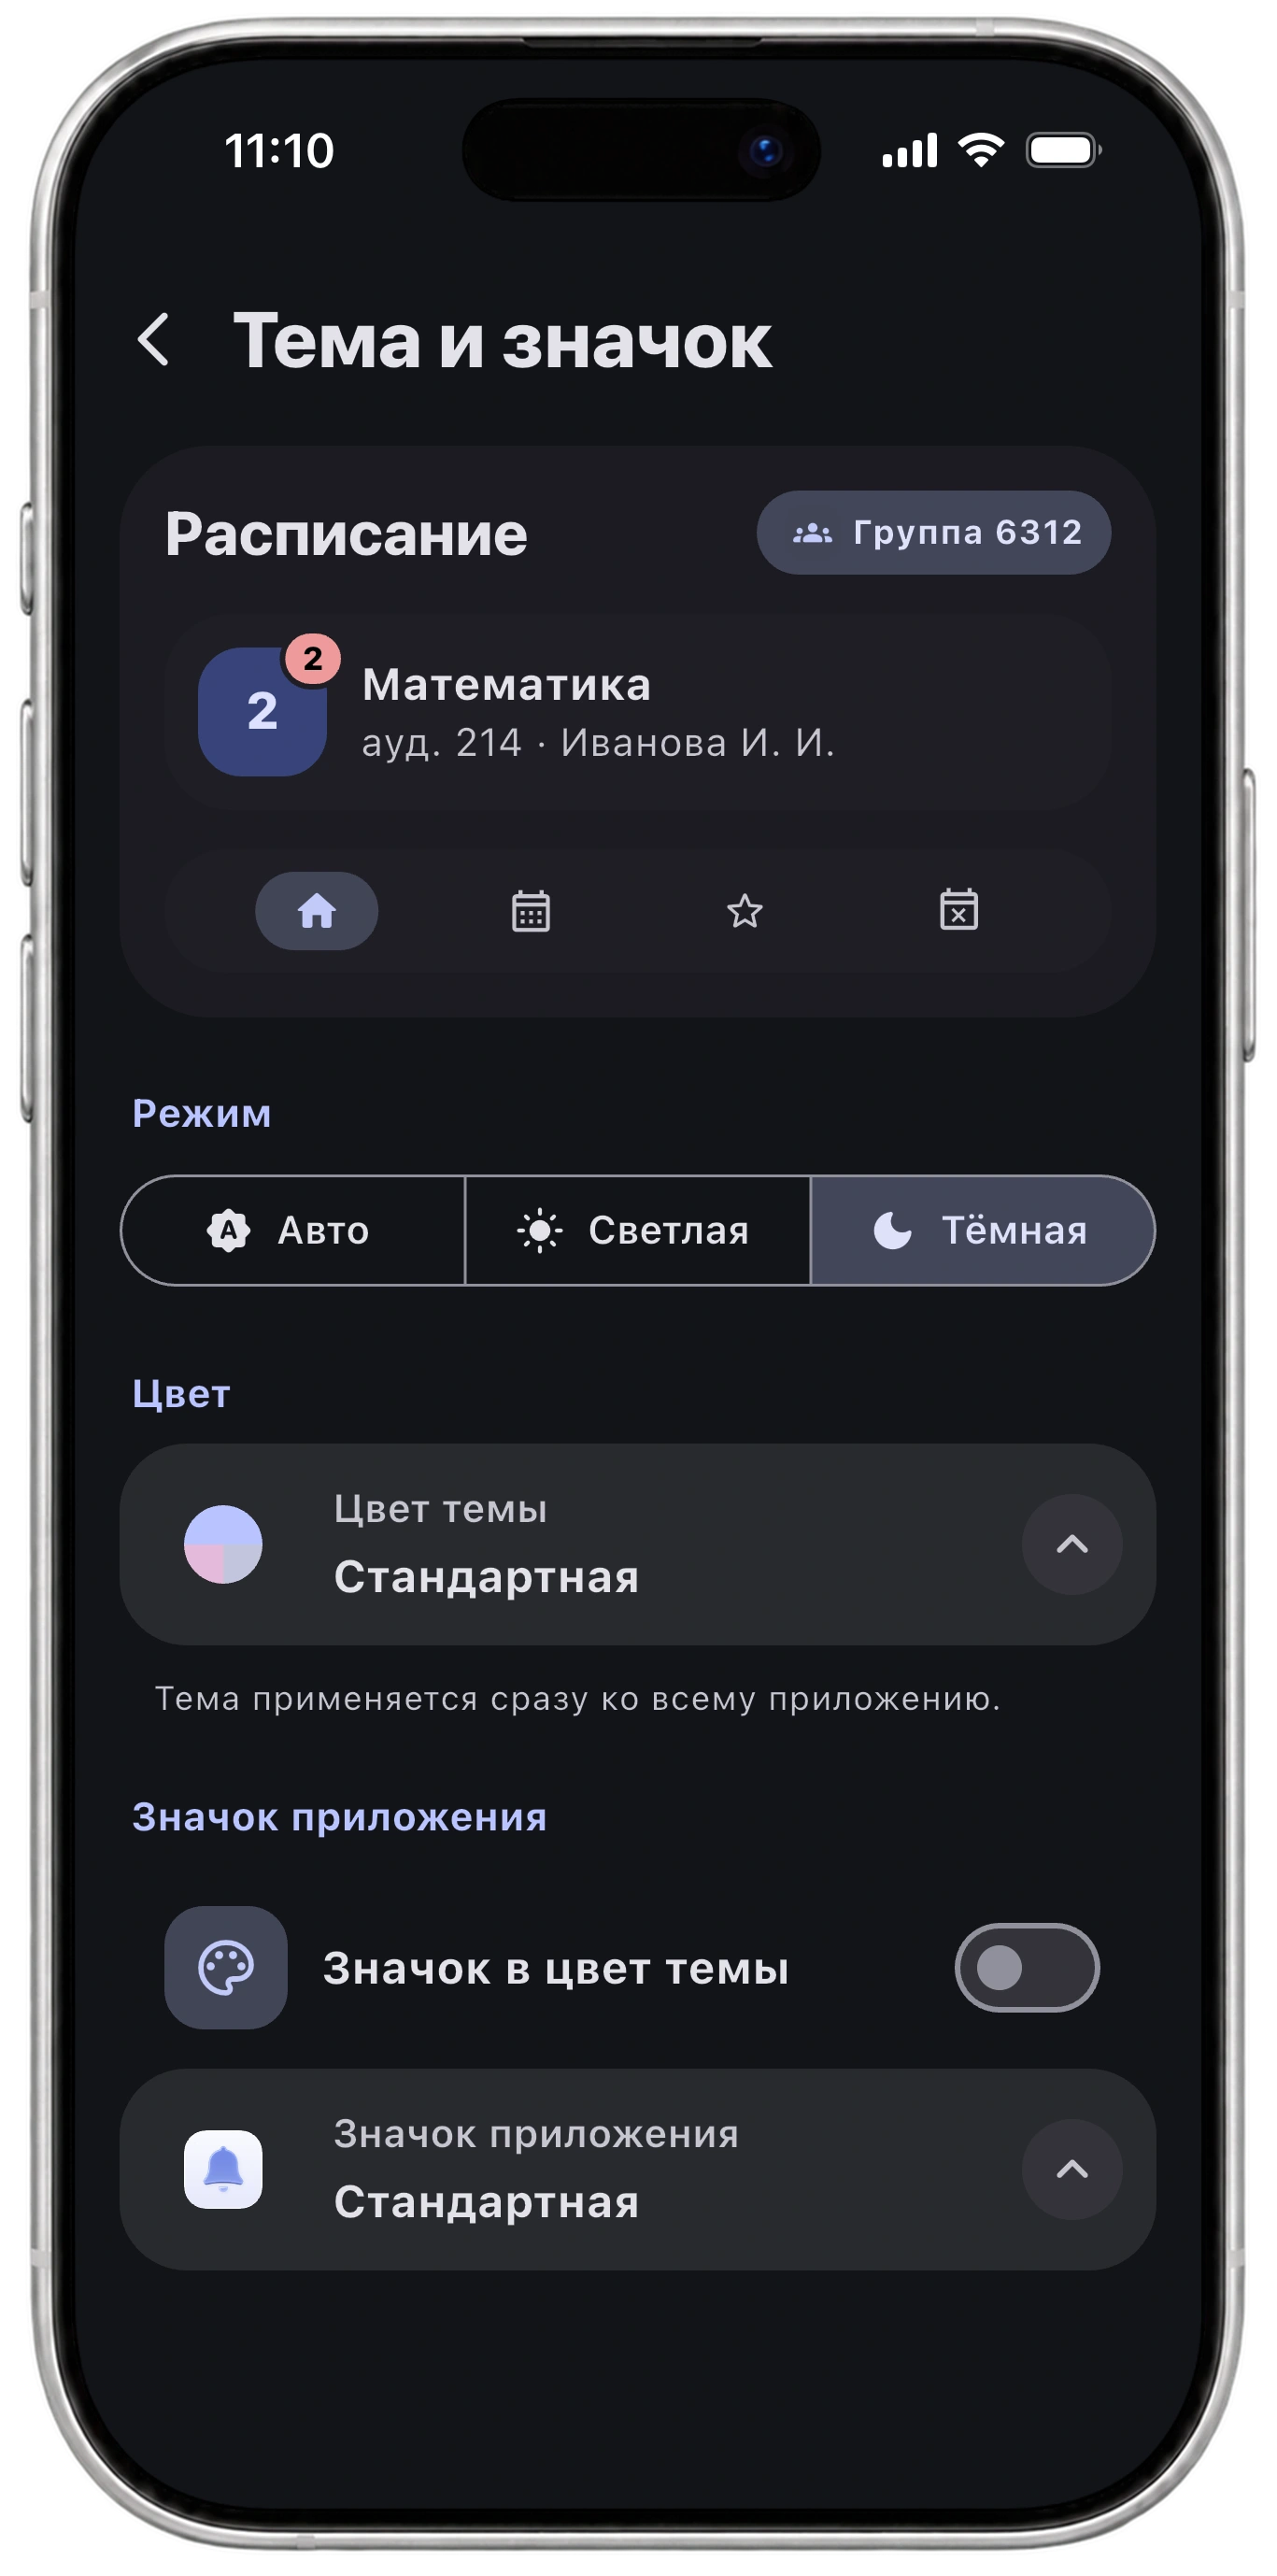 11:10
Тема и значок
Расписание
Группа 6312
2
2
Математика
ауд. 214 · Иванова И. И.
Режим
A Авто
Светлая
Тёмная
Цвет
Цвет темы
Стандартная
Тема применяется сразу ко всему приложению.
Значок приложения
Значок в цвет темы
Значок приложения
Стандартная